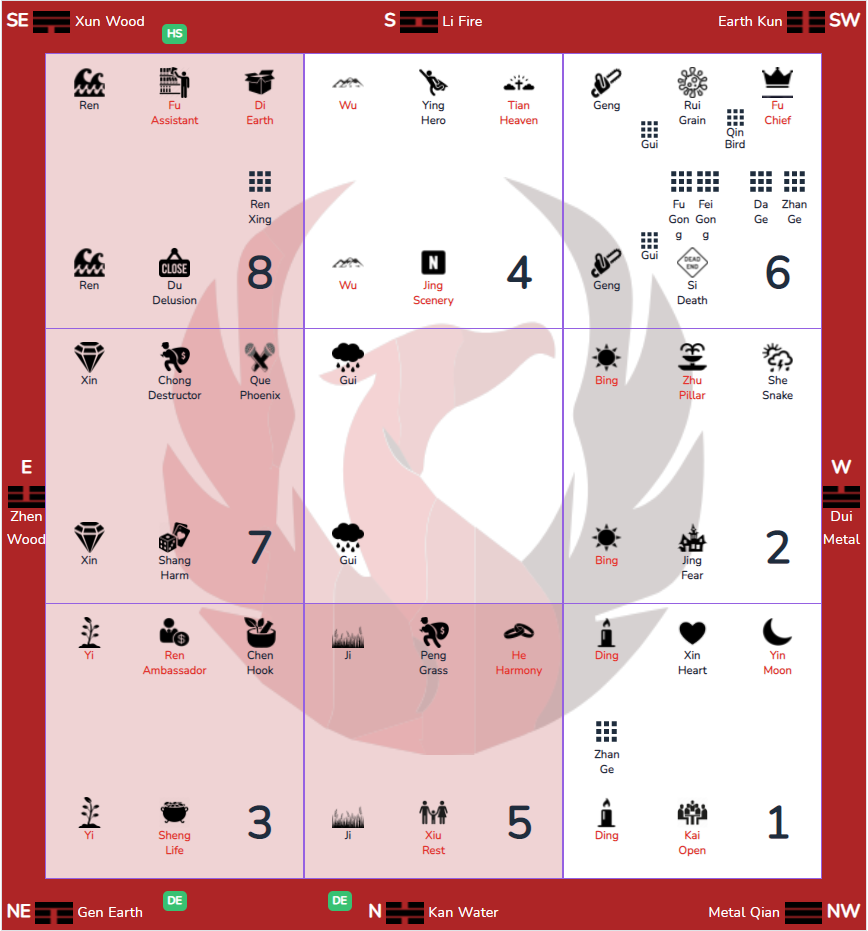 SE Xun Wood
HS
S Li Fire
Earth Kun SW
Ren
Fu
Assistant
Di
Earth
Ren
Xing
Ren
Du
Delusion
CLOSE
8
Wu
Ying
Hero
Tian
Heaven
Wu
N
Jing
Scenery
4
Geng
Gui
Rui
Grain
Qin
Bird
Fu
Chief
Fu
Gon
g
Fei
Gon
g
Da
Ge
Zhan
Ge
Geng
Gui
DEAD
END
Si
Death
6
E
Zhen
Wood
Xin
Chong
Destructor
Que
Phoenix
Xin
Shang
Harm
7
Gui
Gui
Bing
Zhu
Pillar
She
Snake
Bing
Jing
Fear
2
W
Dui
Metal
Yi
Ren
Ambassador
Chen
Hook
Yi
Sheng
Life
3
Ji
Peng
Grass
He
Harmony
Ji
Xiu
Rest
5
Ding
Xin
Heart
Yin
Moon
Zhan
Ge
Ding
Kai
Open
1
NE Gen Earth
DE
DE
N Kan Water
Metal Qian NW